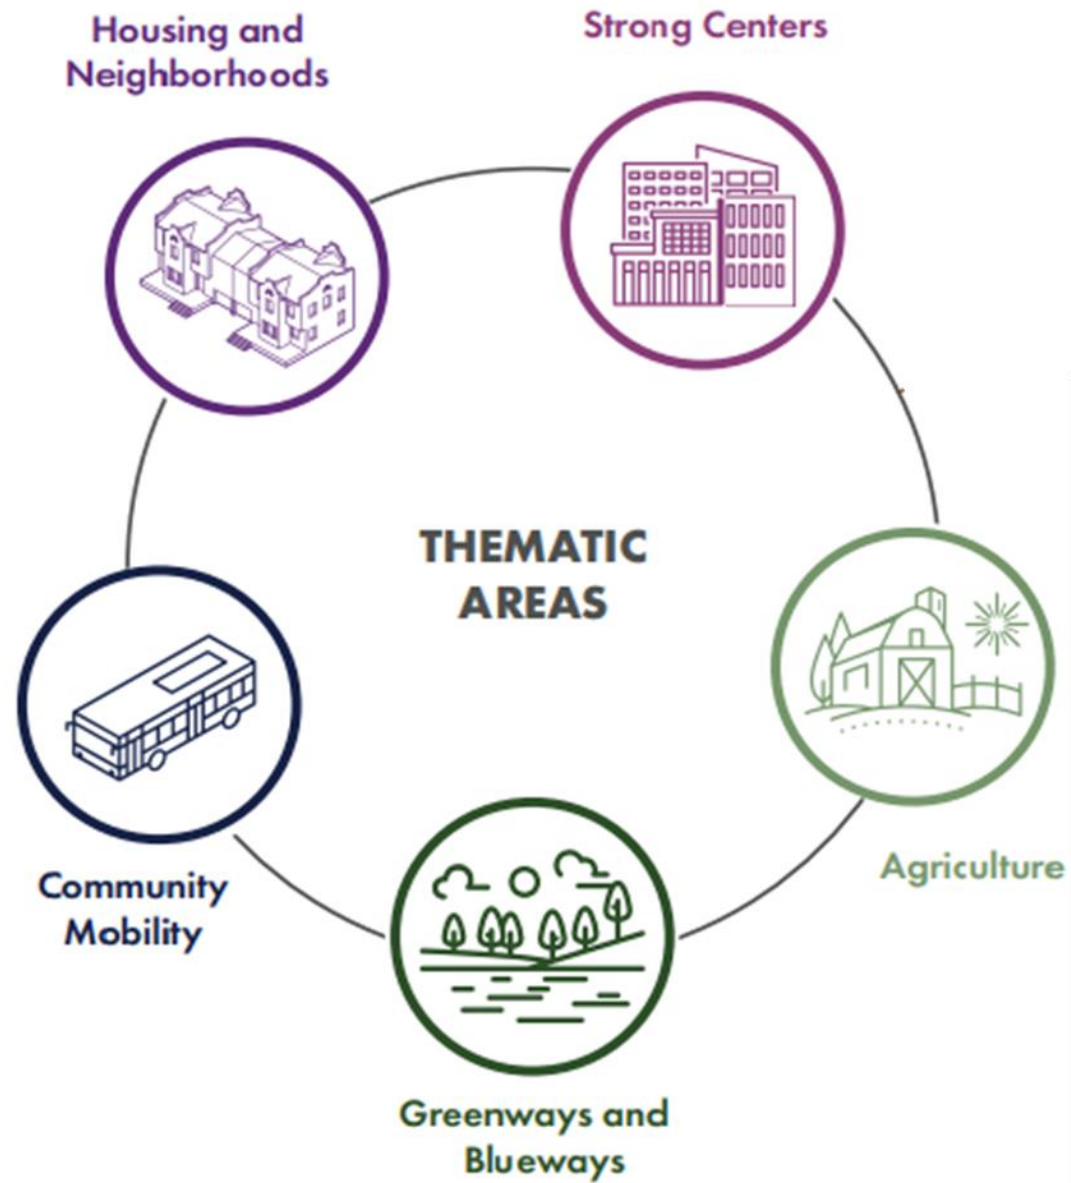 Housing and
Neighborhoods
Strong Centers
THEMATIC
AREAS
Agriculture
Community
Mobility
Greenways and
Blueways